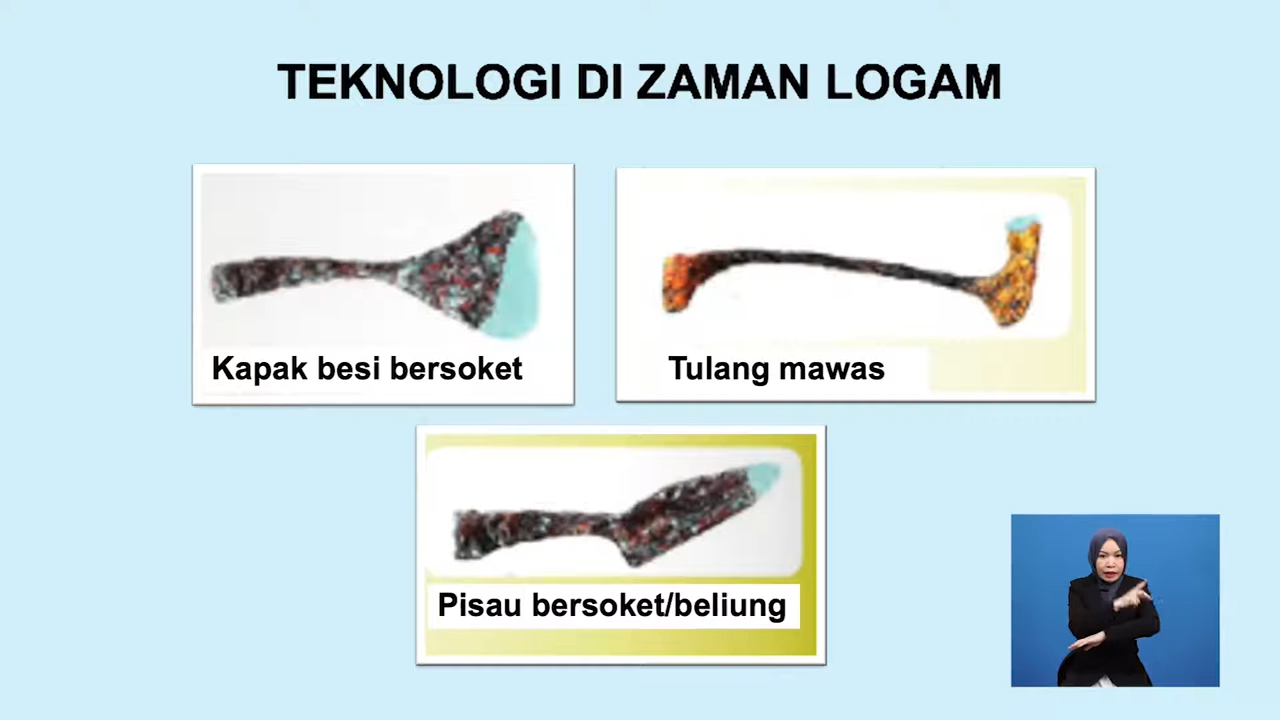 TEKNOLOGI DI ZAMAN LOGAM
Kapak besi bersoket
Tulang mawas
Pisau bersoket/beliung